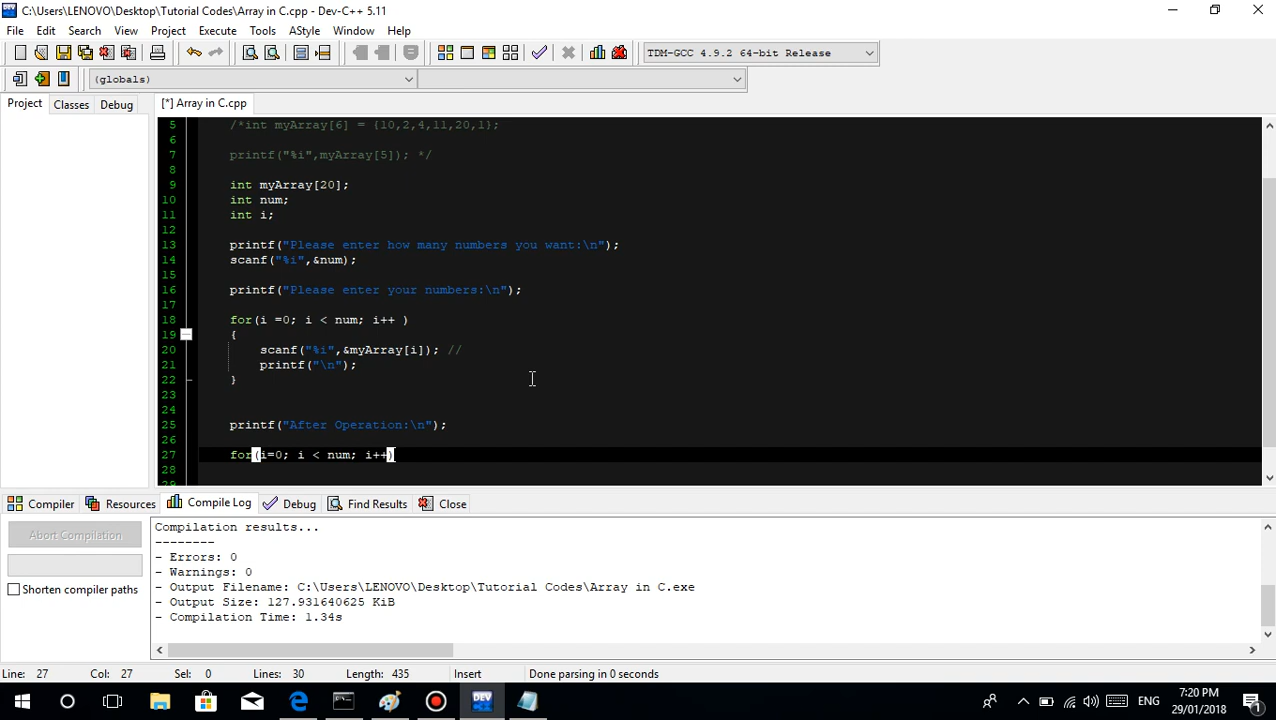 C:\Users\LENOVO\Desktop\Tutorial Codes\Array in C.cpp - Dev-C++ 5.11
File Edit Search View Project Execute Tools AStyle Window Help
TDM-GCC 4.9.2 64-bit Release
(globals)
Project Classes Debug [*] Array in C.cpp
5 /*int myArray[6] = {10,2,4,11,20,1};
6
7 printf("%i",myArray[5]); */
8
9 int myArray[20];
10 int num;
11 int i;
12
13 printf("Please enter how many numbers you want:\n");
14 scanf("%i",&num);
15
16 printf("Please enter your numbers:\n");
17
18 for(i =0; i < num; i++ )
19 {
20 scanf("%i",&myArray[i]); //
21 printf("\n");
22 }
23
24
25 printf("After Operation:\n");
26
27 for(i=0; i < num; i++)
28
29
Compiler Resources Compile Log Debug Find Results Close
Abort Compilation
Shorten compiler paths
Compilation results...
--------
- Errors: 0
- Warnings: 0
- Output Filename: C:\Users\LENOVO\Desktop\Tutorial Codes\Array in C.exe
- Output Size: 127.931640625 KiB
- Compilation Time: 1.34s
Line: 27 Col: 27 Sel: 0 Lines: 30 Length: 435 Insert Done parsing in 0 seconds
DEV
ENG
7:20 PM
29/01/2018
1